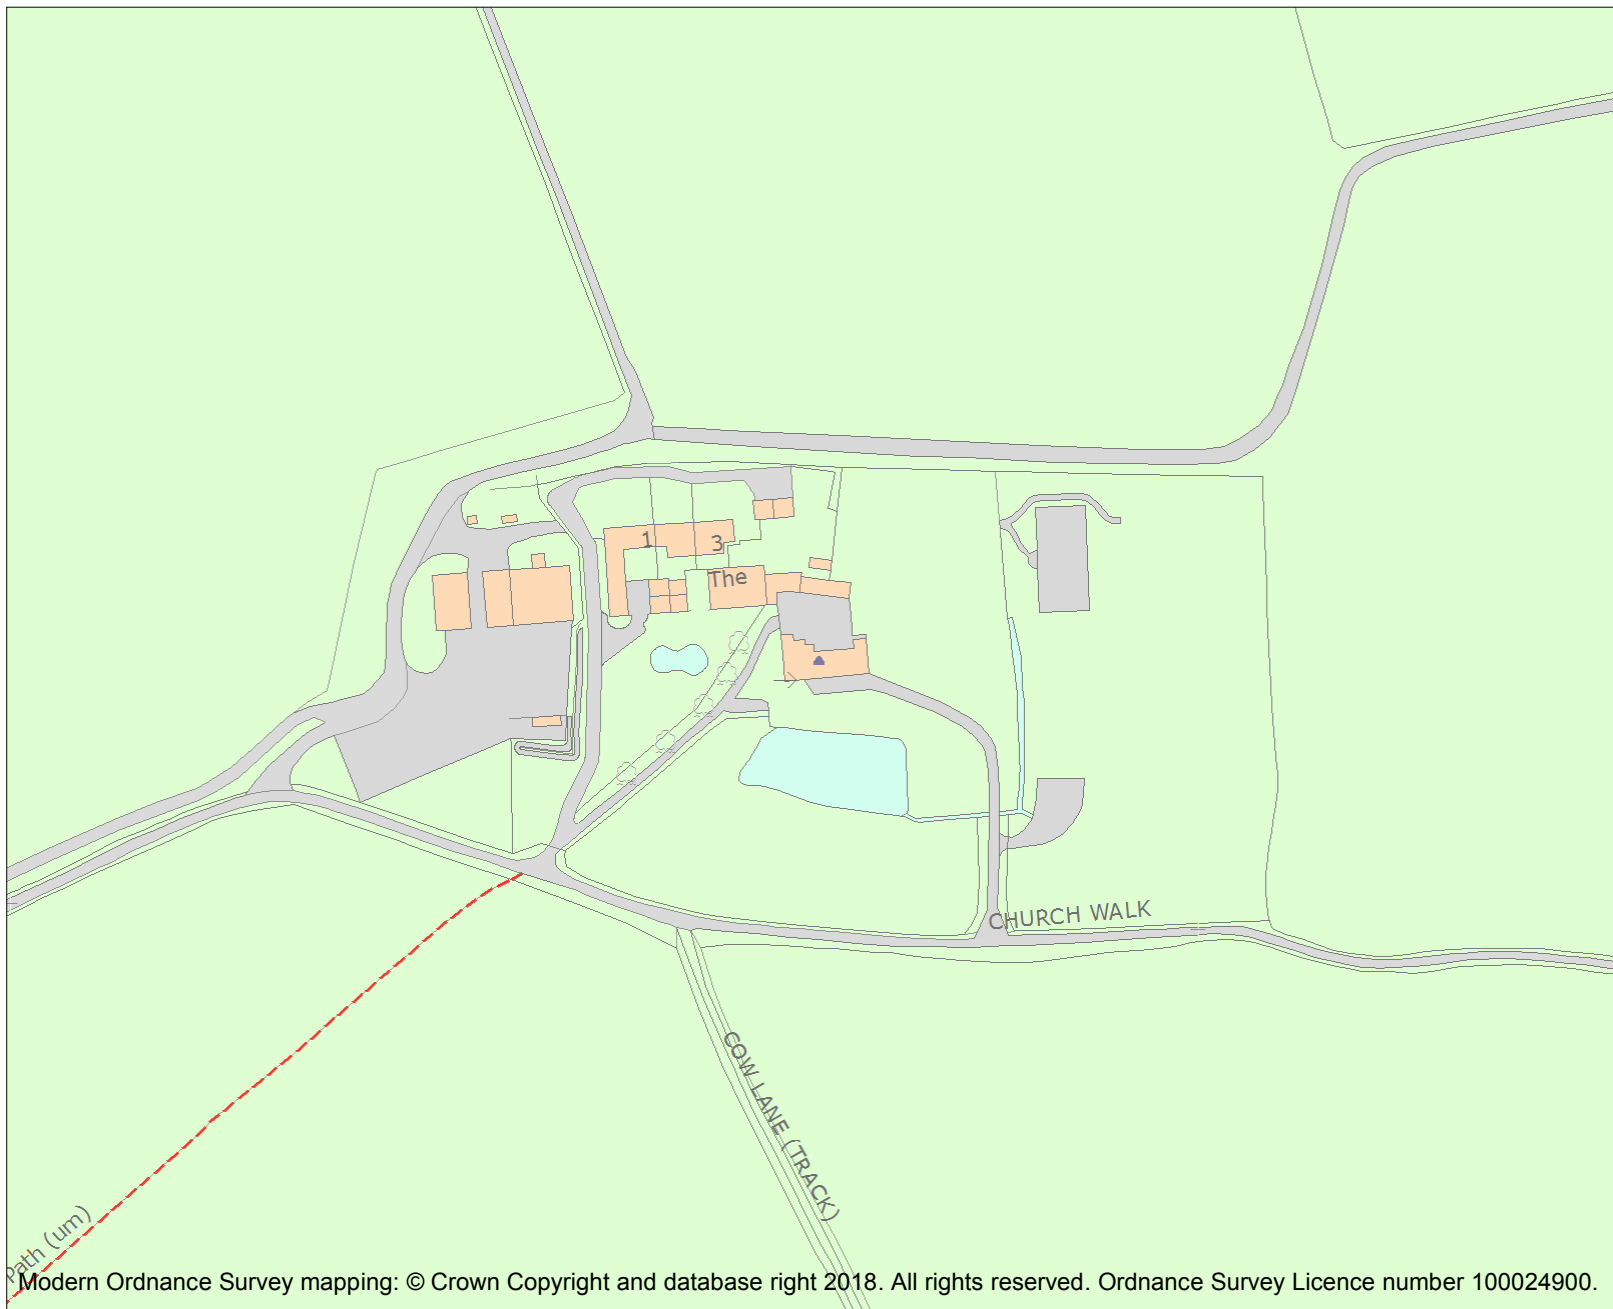 1
3
The
CHURCH WALK
COW LANE (TRACK)
Path (um)
Modern Ordnance Survey mapping: © Crown Copyright and database right 2018. All rights reserved. Ordnance Survey Licence number 100024900.